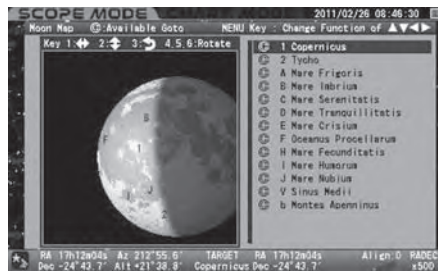 SCOPE MODE
2011/02/26 08:46:30
Moon Map Ⓖ:Available Goto MENU Key : Change Function of ▲▼◀▶
Key 1:↔ 2:↕ 3:⮌ 4.5.6:Rotate
B
F
1
J
I
2
1 Copernicus
2 Tycho
A Mare Frigoris
B Mare Imbrium
C Mare Serenitatis
D Mare Tranquillitatis
E Mare Crisium
F Oceanus Procellarum
H Mare Fecunditatis
I Mare Humorum
J Mare Nubium
V Sinus Medii
b Montes Apenninus
RA 17h12m04s Az 212°55.6' TARGET RA 17h12m04s Align:0 RADEC
Dec -24°43.7' Alt +21°38.8' Copernicus Dec -24°43.7' x500